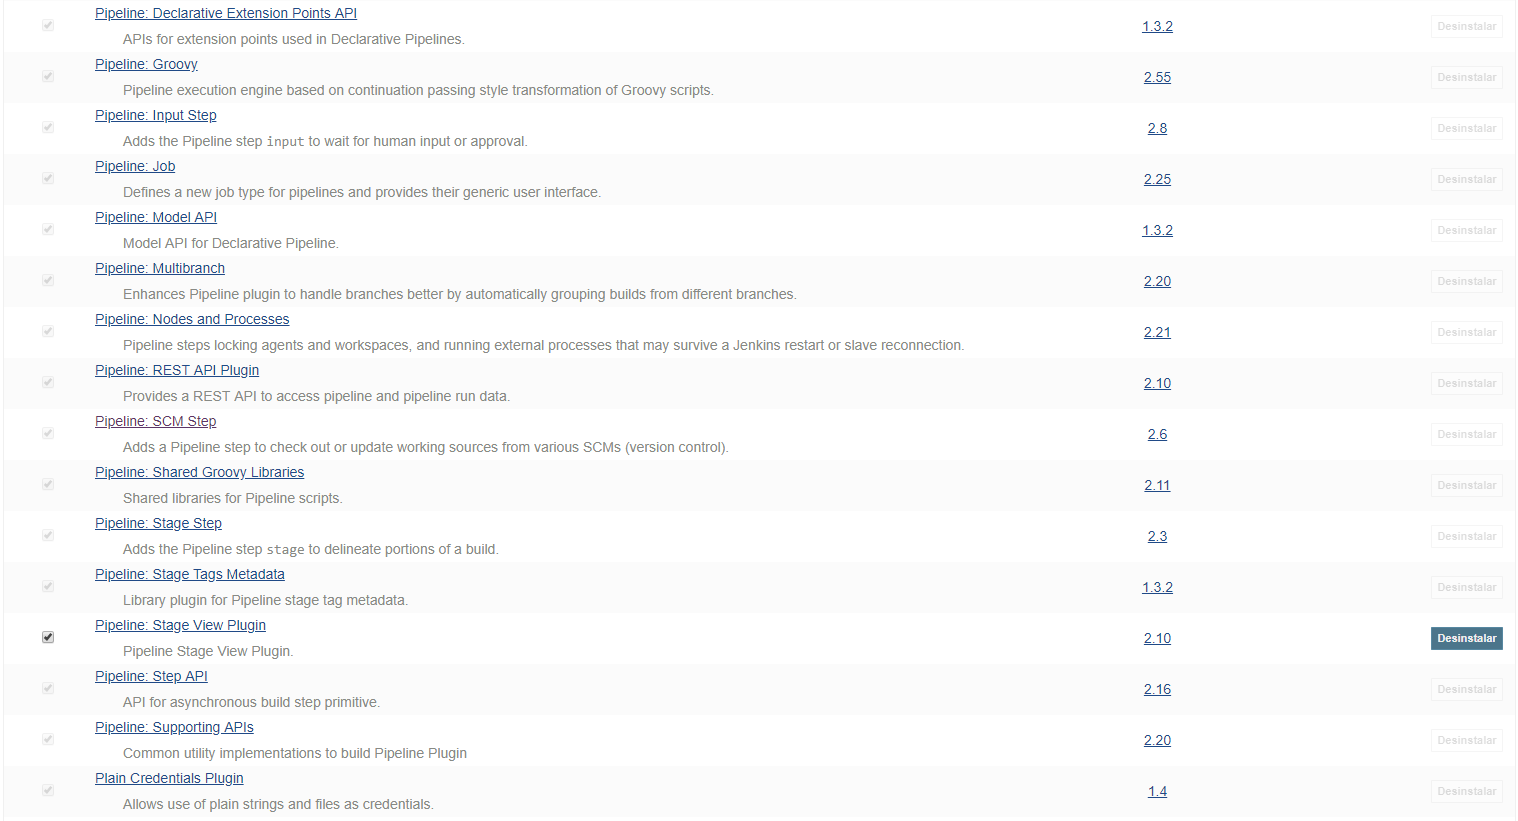 Pipeline: Declarative Extension Points API
APIs for extension points used in Declarative Pipelines.
1.3.2
Desinstalar
Pipeline: Groovy
Pipeline execution engine based on continuation passing style transformation of Groovy scripts.
2.55
Desinstalar
Pipeline: Input Step
Adds the Pipeline step input to wait for human input or approval.
2.8
Desinstalar
Pipeline: Job
Defines a new job type for pipelines and provides their generic user interface.
2.25
Desinstalar
Pipeline: Model API
Model API for Declarative Pipeline.
1.3.2
Desinstalar
Pipeline: Multibranch
Enhances Pipeline plugin to handle branches better by automatically grouping builds from different branches.
2.20
Desinstalar
Pipeline: Nodes and Processes
Pipeline steps locking agents and workspaces, and running external processes that may survive a Jenkins restart or slave reconnection.
2.21
Desinstalar
Pipeline: REST API Plugin
Provides a REST API to access pipeline and pipeline run data.
2.10
Desinstalar
Pipeline: SCM Step
Adds a Pipeline step to check out or update working sources from various SCMs (version control).
2.6
Desinstalar
Pipeline: Shared Groovy Libraries
Shared libraries for Pipeline scripts.
2.11
Desinstalar
Pipeline: Stage Step
Adds the Pipeline step stage to delineate portions of a build.
2.3
Desinstalar
Pipeline: Stage Tags Metadata
Library plugin for Pipeline stage tag metadata.
1.3.2
Desinstalar
Pipeline: Stage View Plugin
Pipeline Stage View Plugin.
2.10
Desinstalar
Pipeline: Step API
API for asynchronous build step primitive.
2.16
Desinstalar
Pipeline: Supporting APIs
Common utility implementations to build Pipeline Plugin
2.20
Desinstalar
Plain Credentials Plugin
Allows use of plain strings and files as credentials.
1.4
Desinstalar